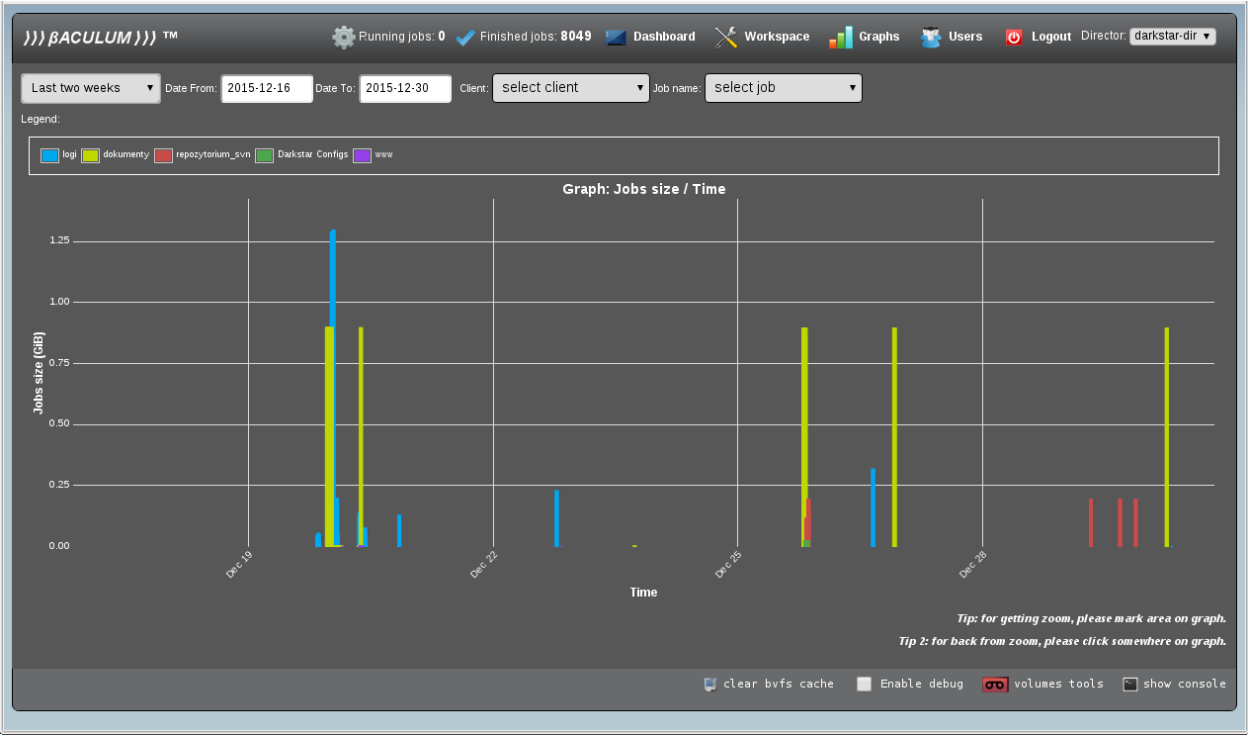 ))) βACULUM ))) ™ Running jobs: 0 Finished jobs: 8049 Dashboard Workspace Graphs Users Logout Director: darkstar-dir
Last two weeks Date From: 2015-12-16 Date To: 2015-12-30 Client: select client Job name: select job
Legend:
logi dokumenty repozytorium_svn Darkstar Configs www
Graph: Jobs size / Time
1.25
1.00
0.75
0.50
0.25
0.00
Jobs size (GiB)
Dec 19 Dec 22 Dec 25 Dec 28
Time
Tip: for getting zoom, please mark area on graph.
Tip 2: for back from zoom, please click somewhere on graph.
clear bvfs cache Enable debug volumes tools show console